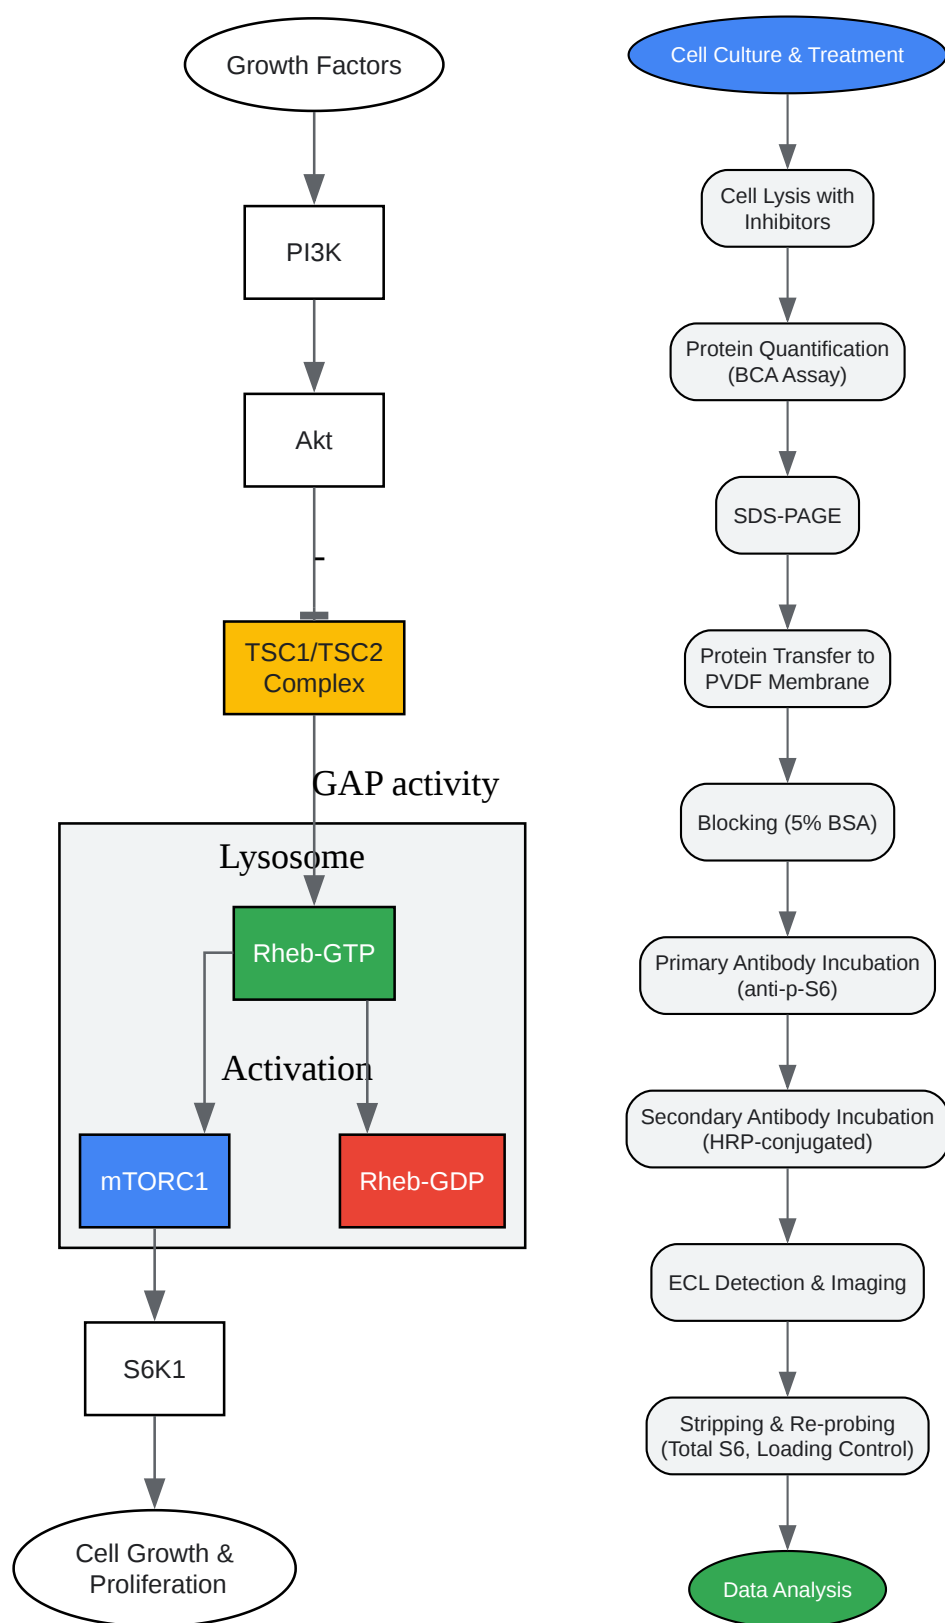 Growth Factors
PI3K
Akt
-
TSC1/TSC2
Complex
GAP activity
Lysosome
Rheb-GTP
Activation
mTORC1
Rheb-GDP
S6K1
Cell Growth &
Proliferation
Cell Culture & Treatment
Cell Lysis with
Inhibitors
Protein Quantification
(BCA Assay)
SDS-PAGE
Protein Transfer to
PVDF Membrane
Blocking (5% BSA)
Primary Antibody Incubation
(anti-p-S6)
Secondary Antibody Incubation
(HRP-conjugated)
ECL Detection & Imaging
Stripping & Re-probing
(Total S6, Loading Control)
Data Analysis